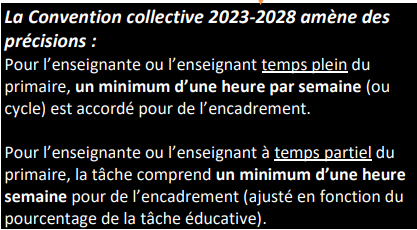 La Convention collective 2023-2028 amène des
précisions :
Pour l’enseignante ou l’enseignant temps plein du
primaire, un minimum d’une heure par semaine (ou
cycle) est accordé pour de l’encadrement.
Pour l’enseignante ou l’enseignant à temps partiel du
primaire, la tâche comprend un minimum d’une heure
semaine pour de l’encadrement (ajusté en fonction du
pourcentage de la tâche éducative).